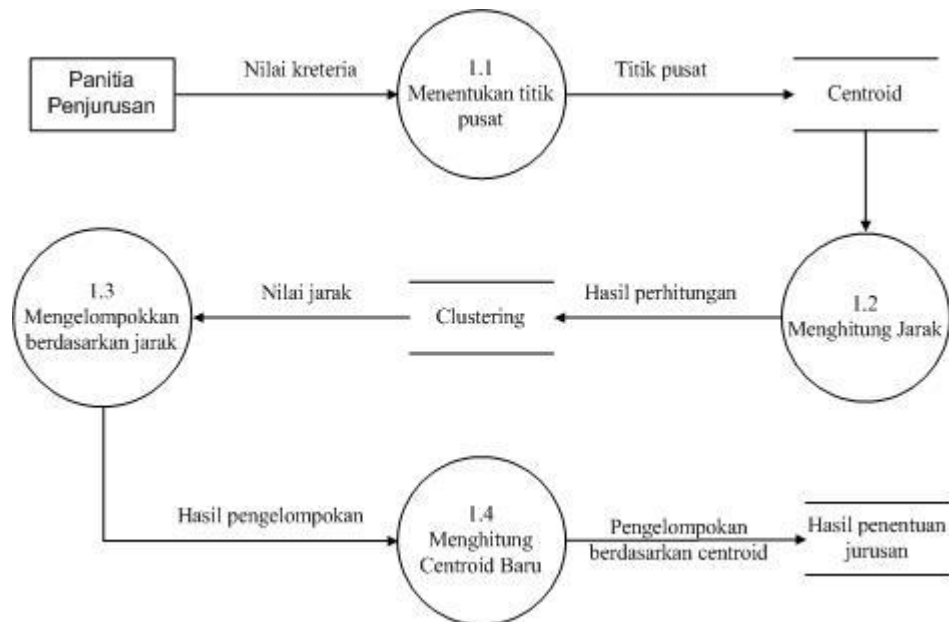 Panitia
Penjurusan
Nilai kreteria
1.1
Menentukan titik
pusat
Titik pusat
Centroid
1.2
Menghitung Jarak
Hasil perhitungan
Clustering
Nilai jarak
1.3
Mengelompokkan
berdasarkan jarak
Hasil pengelompokan
1.4
Menghitung
Centroid Baru
Pengelompokan
berdasarkan centroid
Hasil penentuan
jurusan